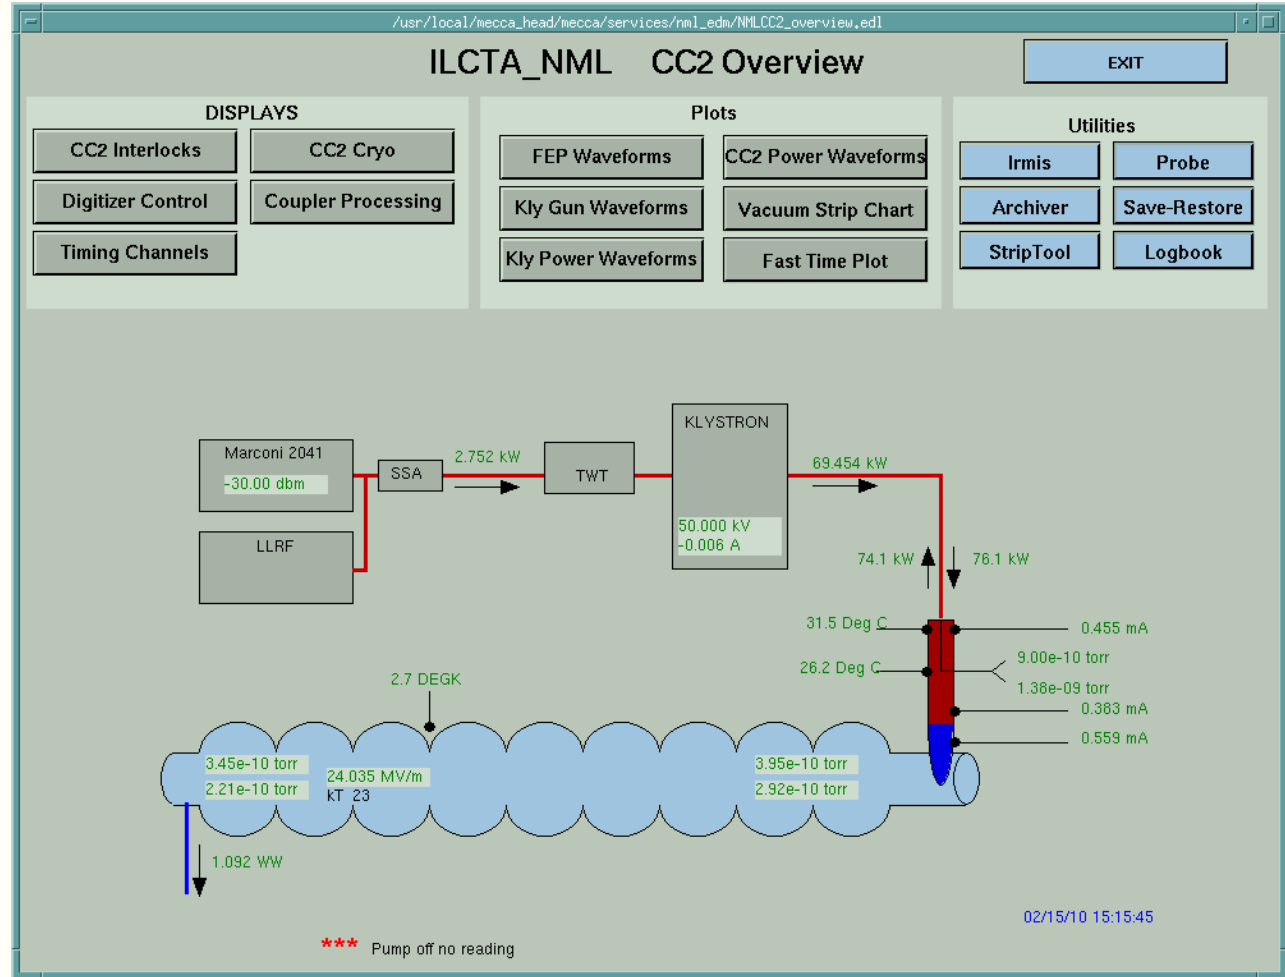 /usr/local/mecca_head/mecca/services/nml_edm/NMLCC2_overview.edl
ILCTA_NML CC2 Overview
EXIT
DISPLAYS
CC2 Interlocks
CC2 Cryo
Digitizer Control
Coupler Processing
Timing Channels
Plots
FEP Waveforms
CC2 Power Waveforms
Kly Gun Waveforms
Vacuum Strip Chart
Kly Power Waveforms
Fast Time Plot
Utilities
Irmis
Probe
Archiver
Save-Restore
StripTool
Logbook
Marconi 2041
-30.00 dbm
LLRF
SSA
2.752 kW
TWT
KLYSTRON
50.000 kV
-0.006 A
69.454 kW
74.1 kW
76.1 kW
31.5 Deg C
0.455 mA
26.2 Deg C
9.00e-10 torr
1.38e-09 torr
0.383 mA
0.559 mA
2.7 DEGK
3.45e-10 torr
2.21e-10 torr
24.035 MV/m
kT 23
3.95e-10 torr
2.92e-10 torr
1.092 WW
02/15/10 15:15:45
*** Pump off no reading